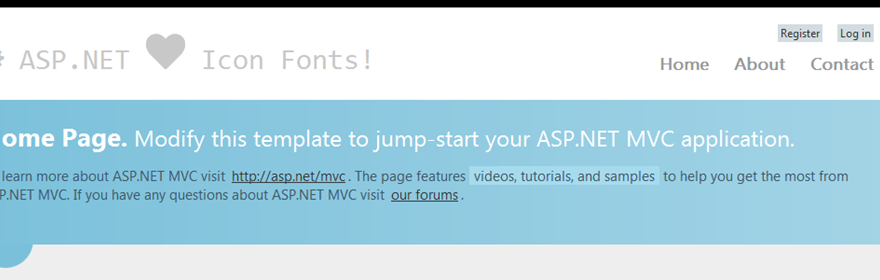 Register Log in
ASP.NET Icon Fonts!
Home About Contact
ome Page. Modify this template to jump-start your ASP.NET MVC application.
learn more about ASP.NET MVC visit http://asp.net/mvc. The page features videos, tutorials, and samples to help you get the most from
P.NET MVC. If you have any questions about ASP.NET MVC visit our forums.